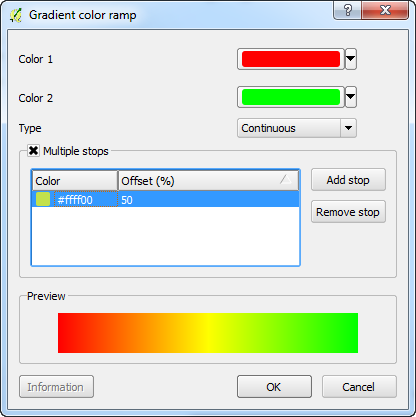 Gradient color ramp
?
Color 1
Color 2
Type Continuous
Multiple stops
Color Offset (%)
#ffff00 50
Add stop
Remove stop
Preview
Information OK Cancel